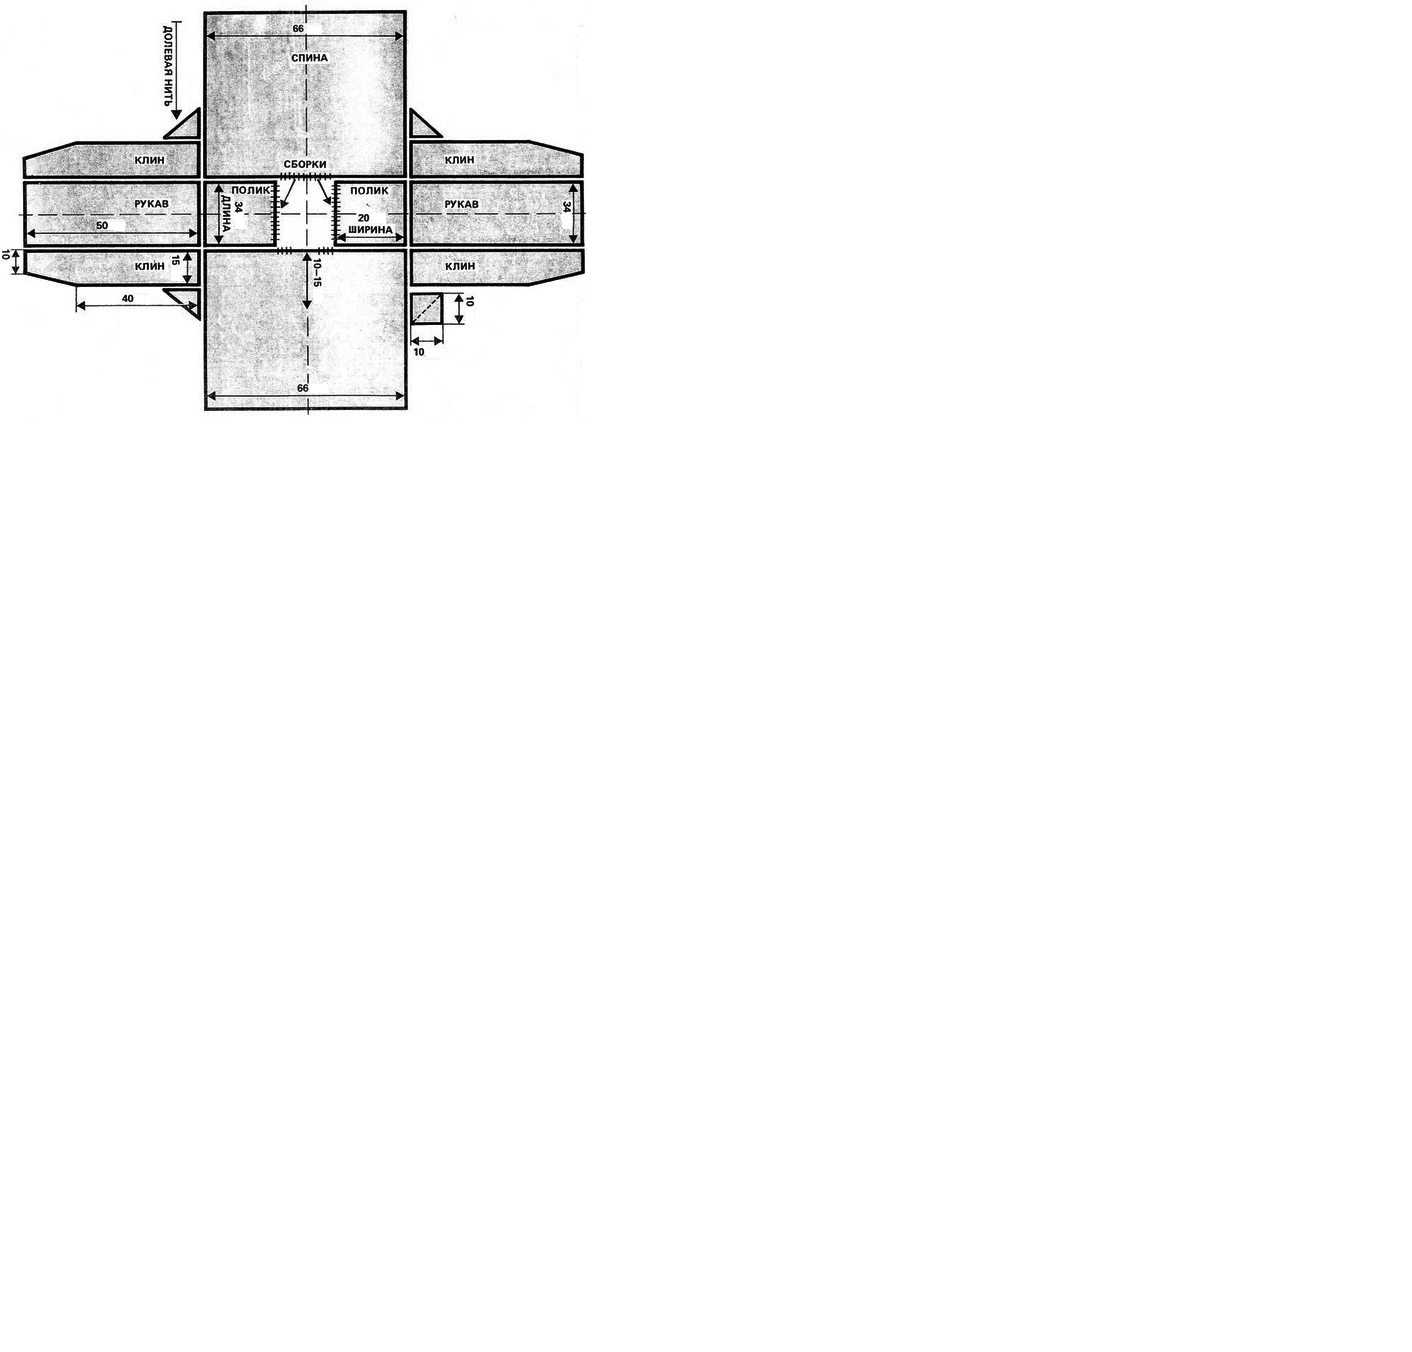 66
СПИНА
ДОЛЕВАЯ НИТЬ
СБОРКИ
КЛИН
КЛИН
ПОЛИК
ПОЛИК
РУКАВ
34
ДЛИНА
20
ШИРИНА
РУКАВ
34
50
10
КЛИН
15
10—15
КЛИН
40
10
10
66